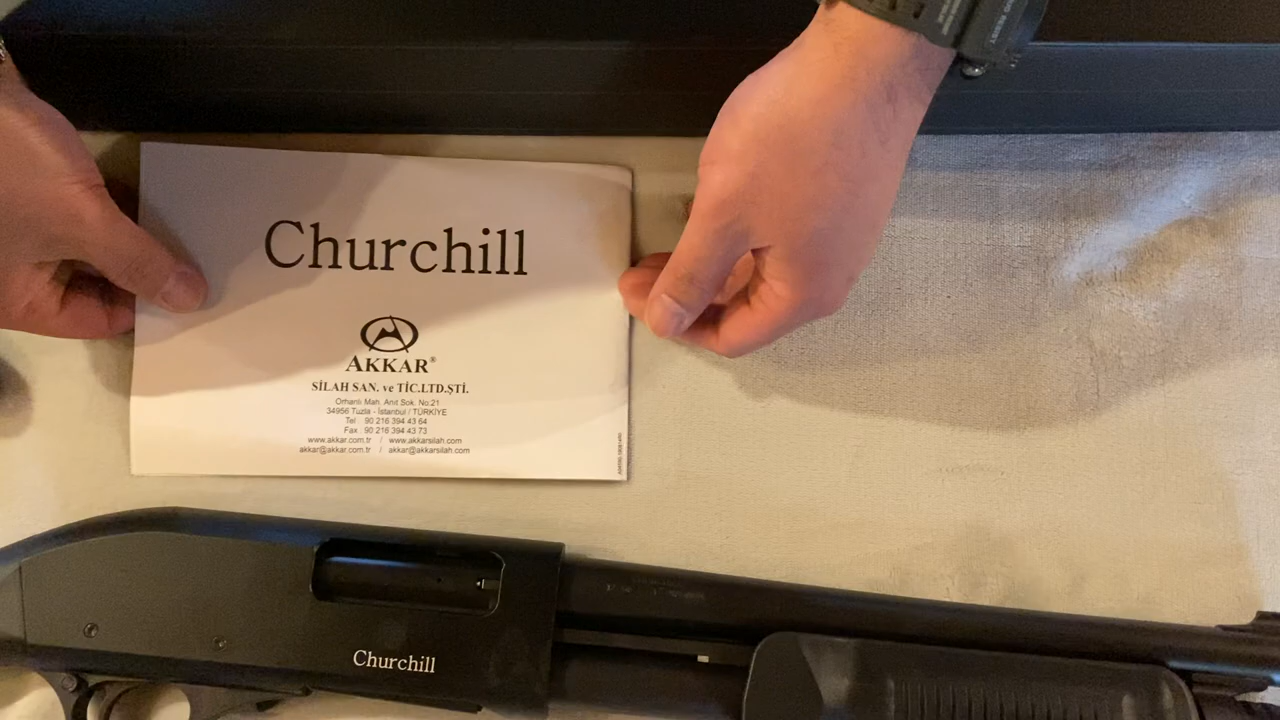 Churchill
AKKAR®
SİLAH SAN. ve TİC.LTD.ŞTİ.
Orhanlı Mah. Anıt Sok. No:21
34956 Tuzla - İstanbul / TÜRKİYE
Tel : 90 216 394 43 64
Fax : 90 216 394 43 73
www.akkar.com.tr / www.akkarsilah.com
akkar@akkar.com.tr / akkar@akkarsilah.com
Churchill